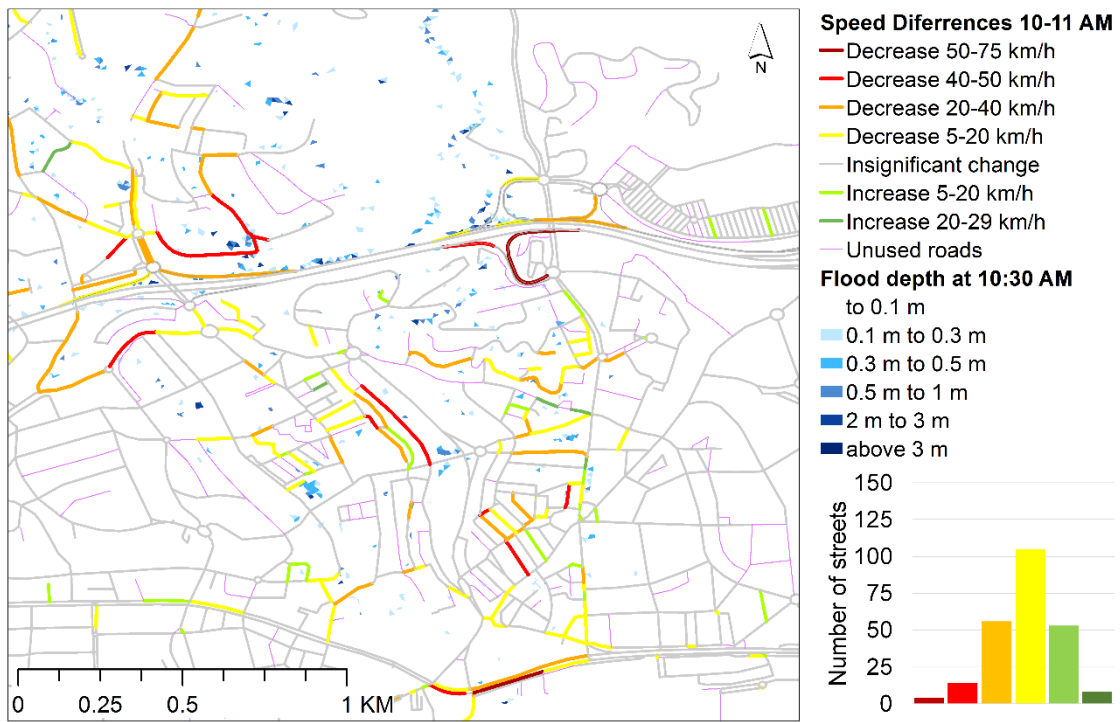 N
0 0.25 0.5 1 KM
Speed Diferrences 10-11 AM
Decrease 50-75 km/h
Decrease 40-50 km/h
Decrease 20-40 km/h
Decrease 5-20 km/h
Insignificant change
Increase 5-20 km/h
Increase 20-29 km/h
Unused roads
Flood depth at 10:30 AM
to 0.1 m
0.1 m to 0.3 m
0.3 m to 0.5 m
0.5 m to 1 m
2 m to 3 m
above 3 m
Number of streets
150
125
100
75
50
25
0